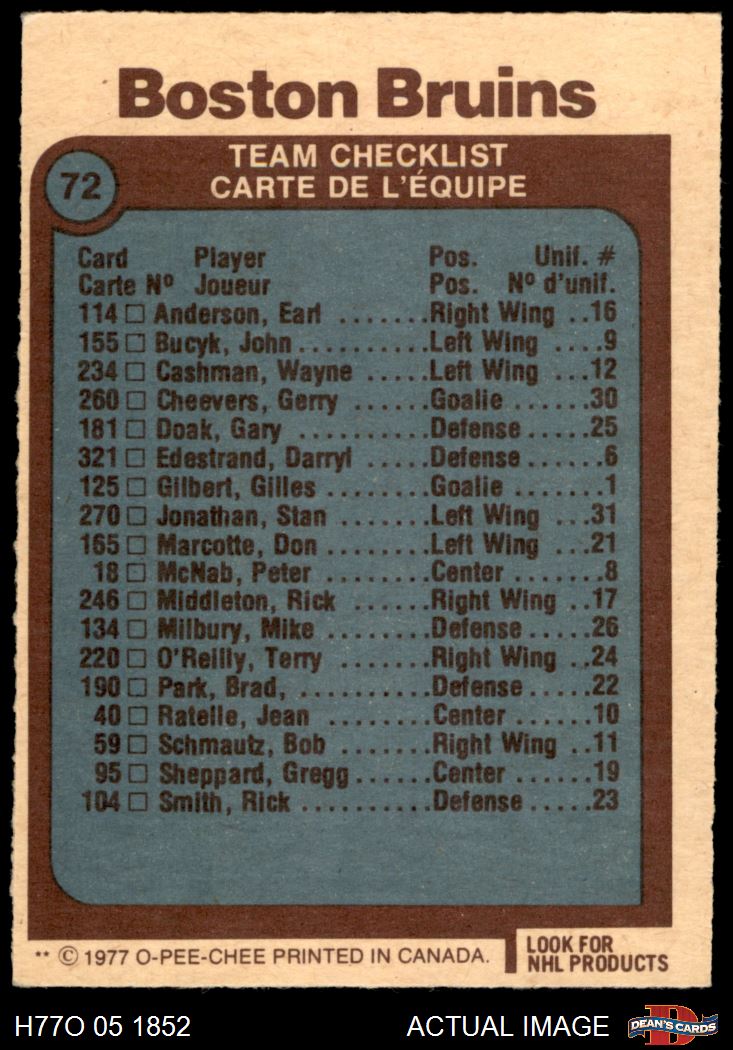 Boston Bruins
72
TEAM CHECKLIST
CARTE DE L'ÉQUIPE
Card Player Pos. Unif. #
Carte Nº Joueur Pos. Nº d'unif.
114 □ Anderson, Earl .......Right Wing ..16
155 □ Bucyk, John..........Left Wing ....9
234 □ Cashman, Wayne .....Left Wing ...12
260 □ Cheevers, Gerry ......Goalie ......30
181 □ Doak, Gary ..........Defense .....25
321 □ Edestrand, Darryl .....Defense ......6
125 □ Gilbert, Gilles ........Goalie .......1
270 □ Jonathan, Stan .......Left Wing ...31
165 □ Marcotte, Don ........Left Wing ...21
18 □ McNab, Peter ........Center .......8
246 □ Middleton, Rick ......Right Wing ..17
134 □ Milbury, Mike ........Defense .....26
220 □ O'Reilly, Terry .......Right Wing ..24
190 □ Park, Brad, ..........Defense .....22
40 □ Ratelle, Jean ........Center ......10
59 □ Schmautz, Bob .......Right Wing ..11
95 □ Sheppard, Gregg......Center ......19
104 □ Smith, Rick ..........Defense .....23
** © 1977 O-PEE-CHEE PRINTED IN CANADA.
LOOK FOR
NHL PRODUCTS
H77O 05 1852 ACTUAL IMAGE
DEAN'S CARDS